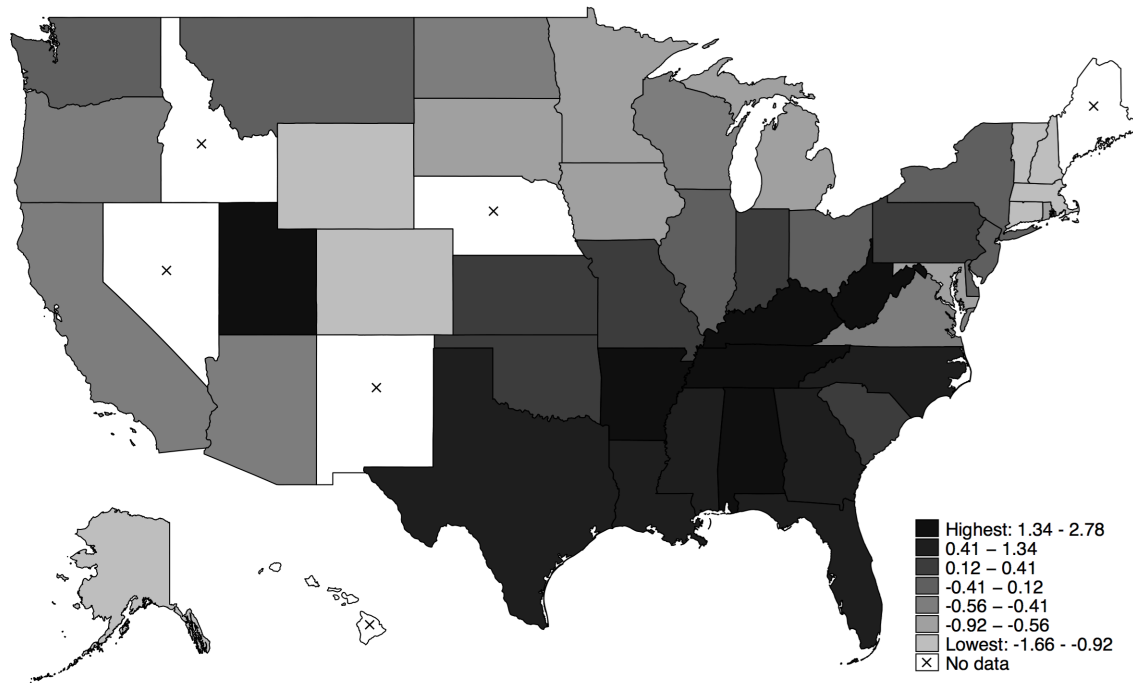 Highest: 1.34 - 2.78
0.41 – 1.34
0.12 – 0.41
-0.41 – 0.12
-0.56 – -0.41
-0.92 – -0.56
Lowest: -1.66 - -0.92
No data